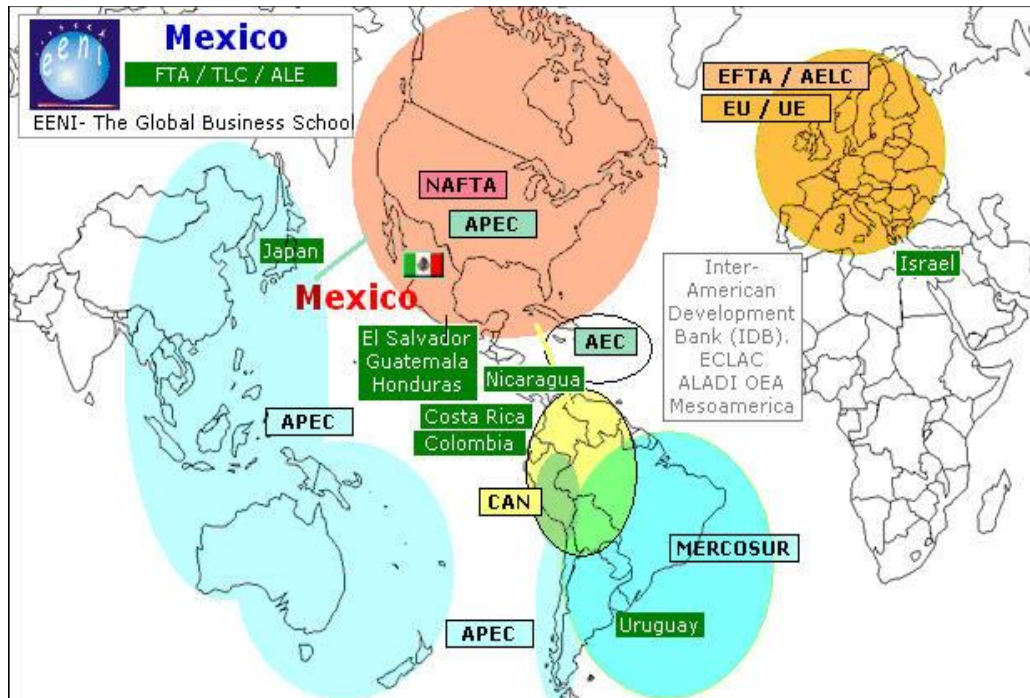 eeni
Mexico
FTA / TLC / ALE
EENI- The Global Business School
EFTA / AELC
EU / UE
NAFTA
APEC
Japan
Mexico
Israel
Inter-
American
Development
Bank (IDB).
ECLAC
ALADI OEA
Mesoamerica
El Salvador
Guatemala
Honduras
AEC
Nicaragua
Costa Rica
Colombia
APEC
CAN
MERCOSUR
Uruguay
APEC